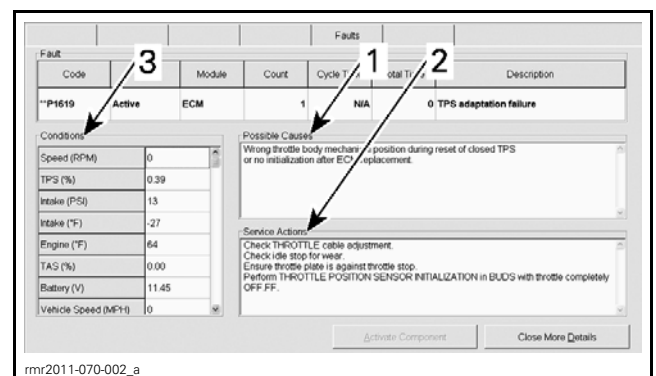 Faults
Fault
3 1 2
Code Module Count Cycle Total Description
**P1619 Active ECM 1 N/A 0 TPS adaptation failure
Conditions
Speed (RPM) 0
TPS (%) 0.39
Intake (PSI) 13
Intake (°F) -27
Engine (°F) 64
TAS (%) 0.00
Battery (V) 11.45
Vehicle Speed (MPH) 0
Possible Causes
Wrong throttle body mechanical position during reset of closed TPS
or no initialization after ECM replacement.
Service Actions
Check THROTTLE cable adjustment.
Check idle stop for wear.
Ensure throttle plate is against throttle stop.
Perform THROTTLE POSITION SENSOR INITIALIZATION in BUDS with throttle completely
OFF.FF.
Activate Component Close More Details
rmr2011-070-002_a